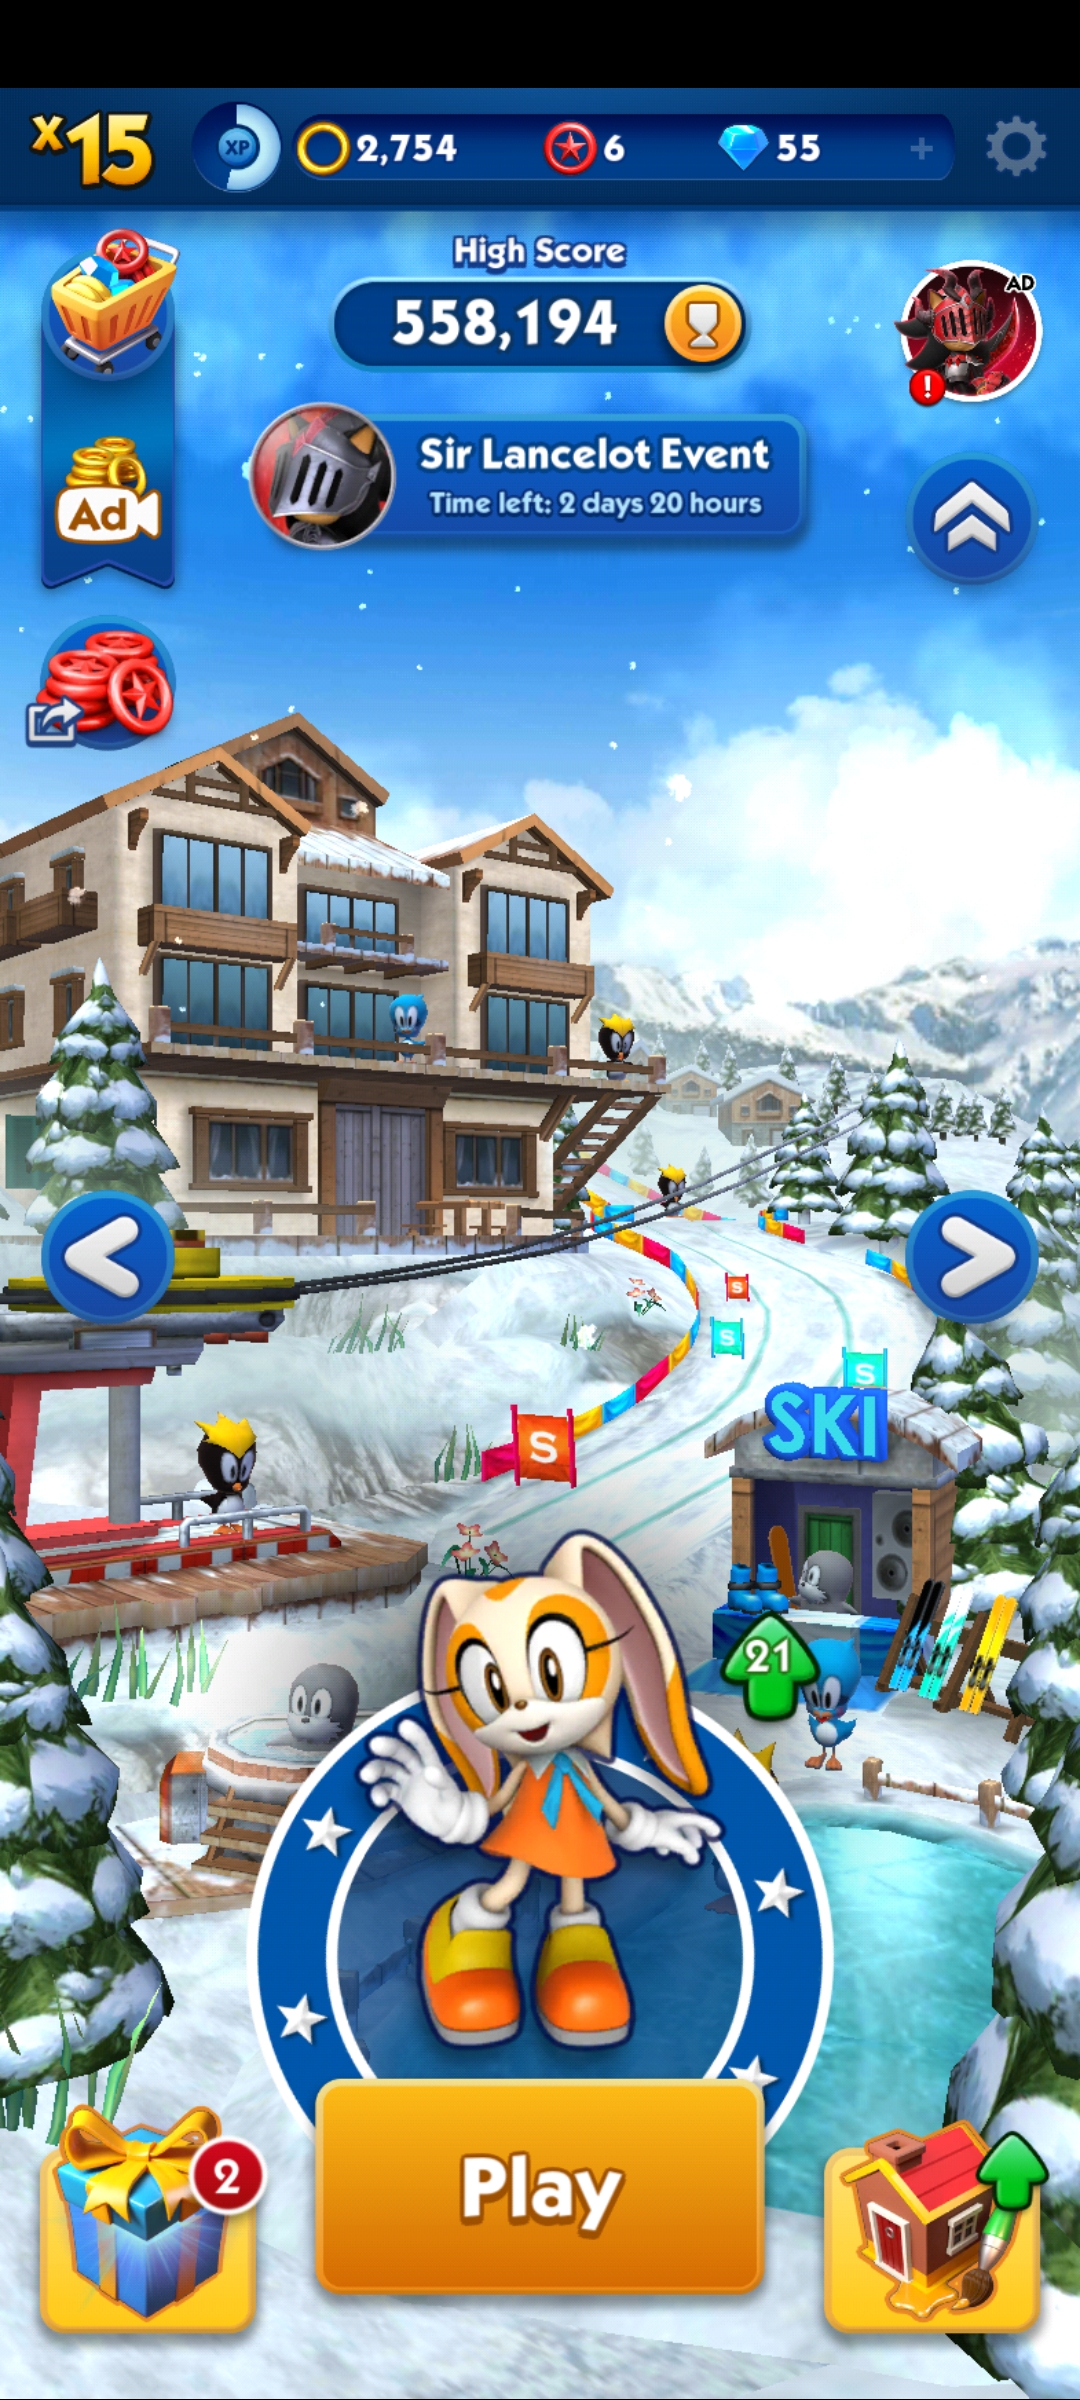 x15
XP
2,754
6
55
+
High Score
558,194
AD
!
Sir Lancelot Event
Time left: 2 days 20 hours
Ad
S
S
S
S
SKI
21
Play
2